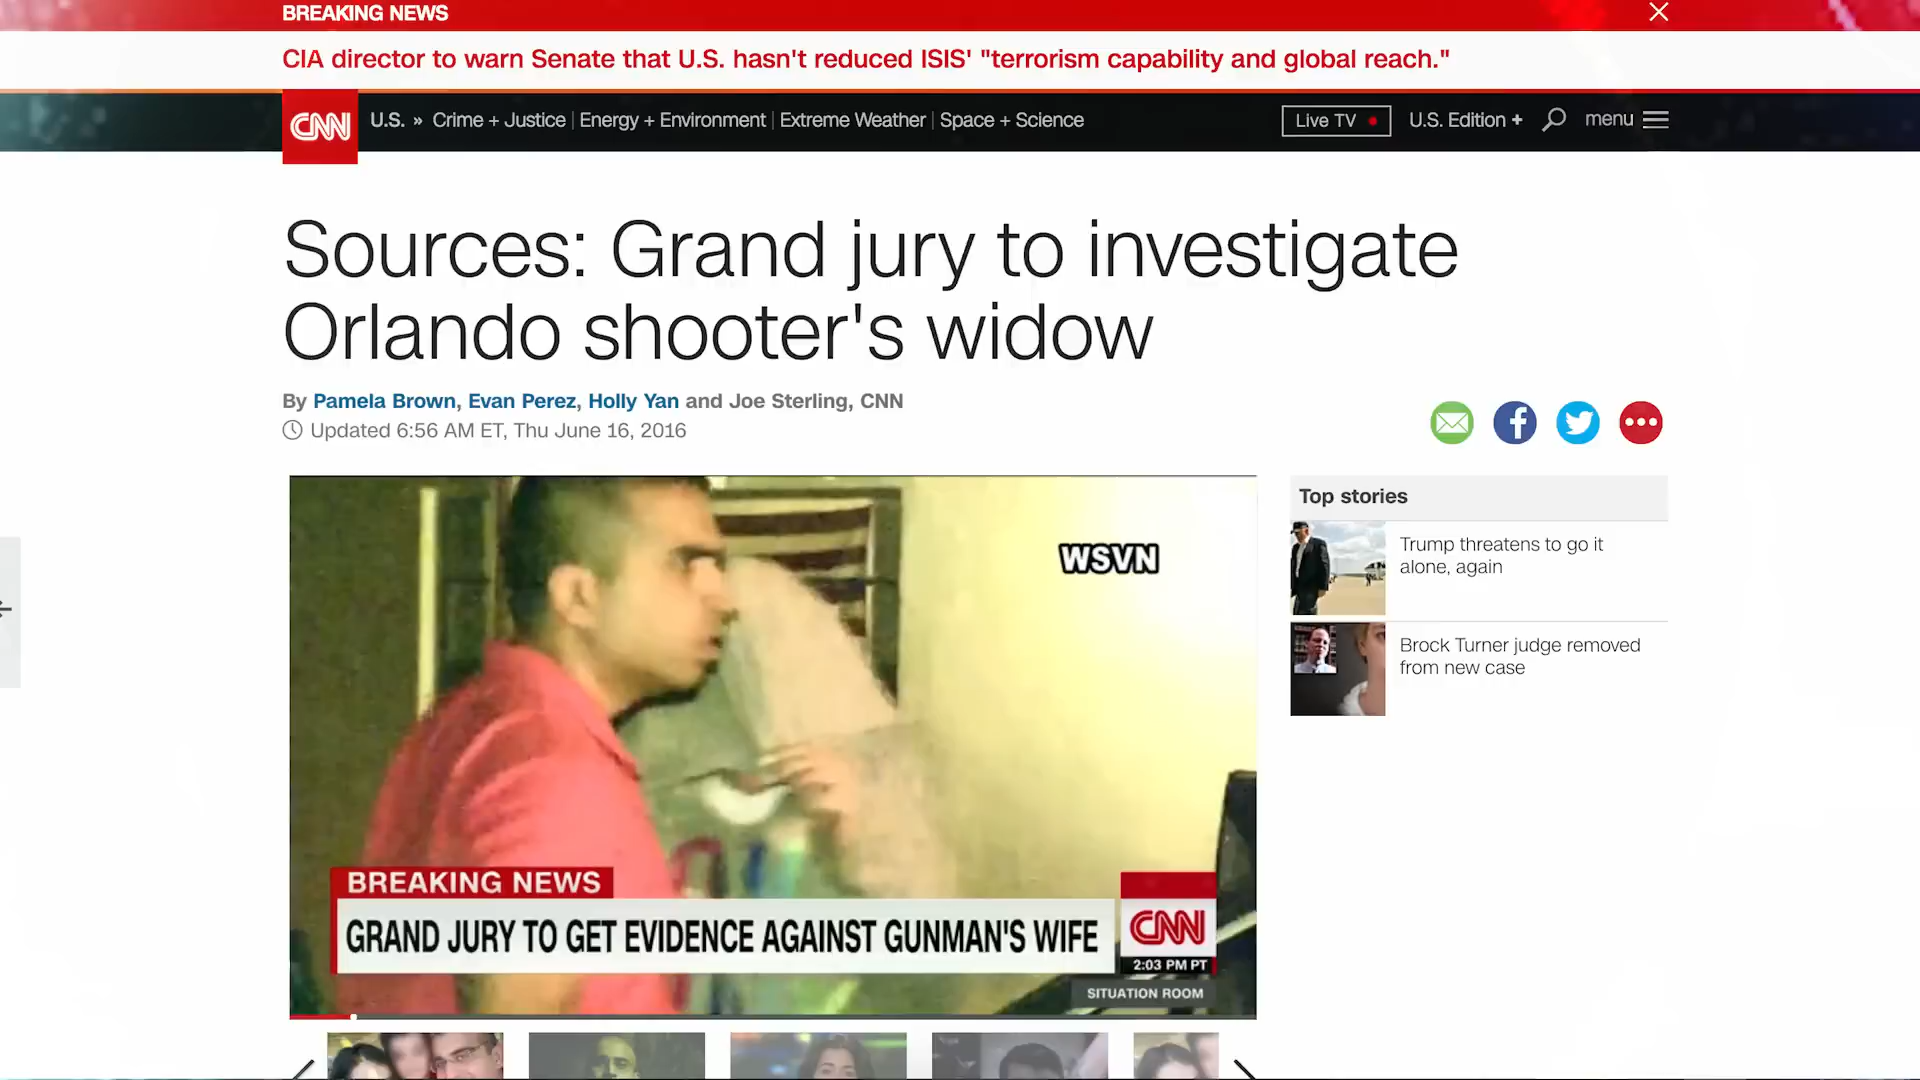 BREAKING NEWS
CIA director to warn Senate that U.S. hasn't reduced ISIS' "terrorism capability and global reach."
CNN U.S. » Crime + Justice | Energy + Environment | Extreme Weather | Space + Science Live TV U.S. Edition + menu
Sources: Grand jury to investigate
Orlando shooter's widow
By Pamela Brown, Evan Perez, Holly Yan and Joe Sterling, CNN
Updated 6:56 AM ET, Thu June 16, 2016
Top stories
Trump threatens to go it
alone, again
Brock Turner judge removed
from new case
WSVN
BREAKING NEWS
GRAND JURY TO GET EVIDENCE AGAINST GUNMAN'S WIFE
CNN
2:03 PM PT
SITUATION ROOM